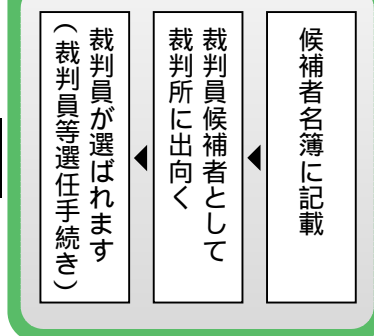 候補者名簿に記載
裁判員候補者として
裁判所に出向く
裁判員が選ばれます
（裁判員等選任手続き）